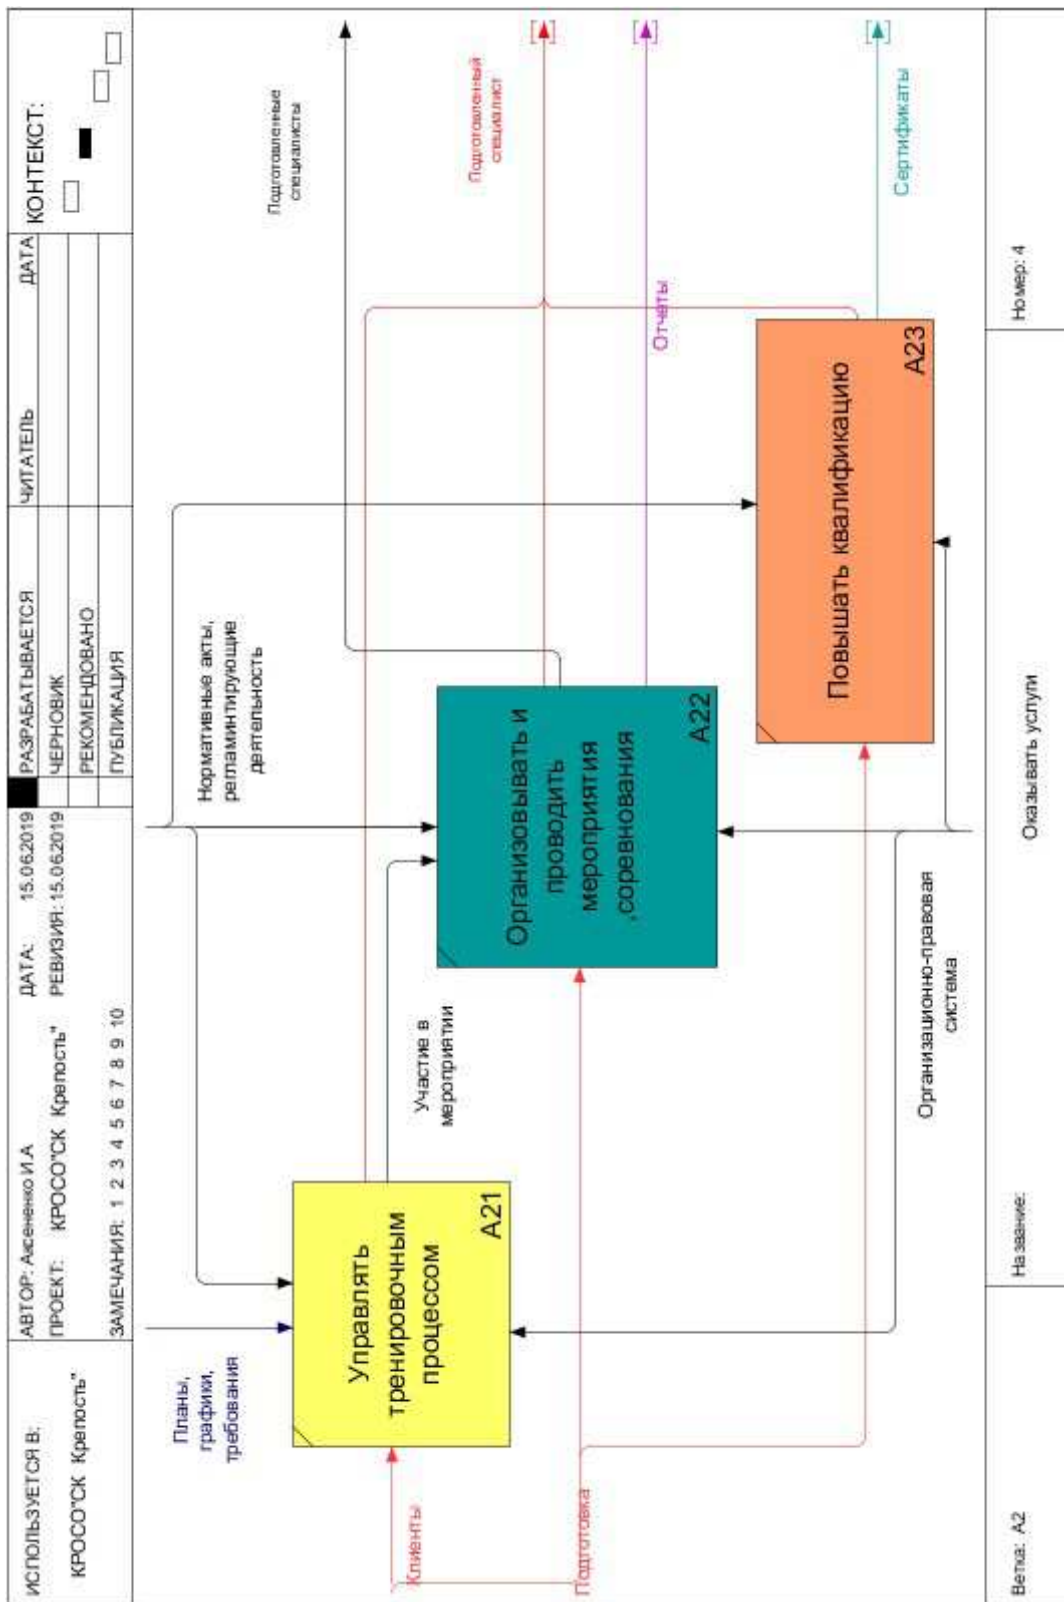 ИСПОЛЬЗУЕТСЯ В:
КРОСО"СК Крепость"
АВТОР: Аксененко И.А
ДАТА: 15.06.2019
ПРОЕКТ: КРОСО"СК Крепость"
РЕВИЗИЯ: 15.06.2019
ЗАМЕЧАНИЯ: 1 2 3 4 5 6 7 8 9 10
РАЗРАБАТЫВАЕТСЯ
ЧЕРНОВИК
РЕКОМЕНДОВАНО
ПУБЛИКАЦИЯ
ЧИТАТЕЛЬ
ДАТА
КОНТЕКСТ:
Планы,
графики,
требования
Нормативные акты,
регламинтирующие
деятельность
Подготовленные
специалисты
Клиенты
Управлять
тренировочным
процессом
A21
Участие в
мероприятии
Подготовленный
специалист
Организовывать и
проводить
мероприятия
,соревнования
A22
Отчеты
Подготовка
Повышать квалификацию
A23
Сертификаты
Организационно-правовая
система
Ветка: A2
Название:
Оказывать услуги
Номер: 4